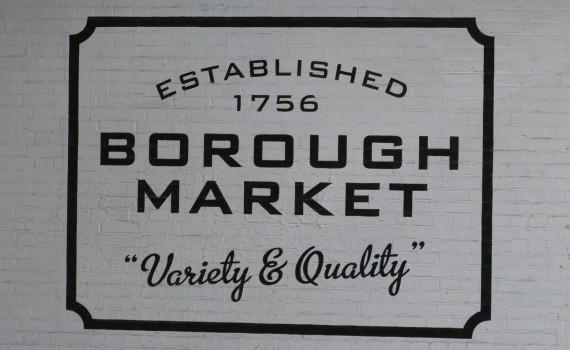 ESTABLISHED
1756
BOROUGH
MARKET
“Variety & Quality”